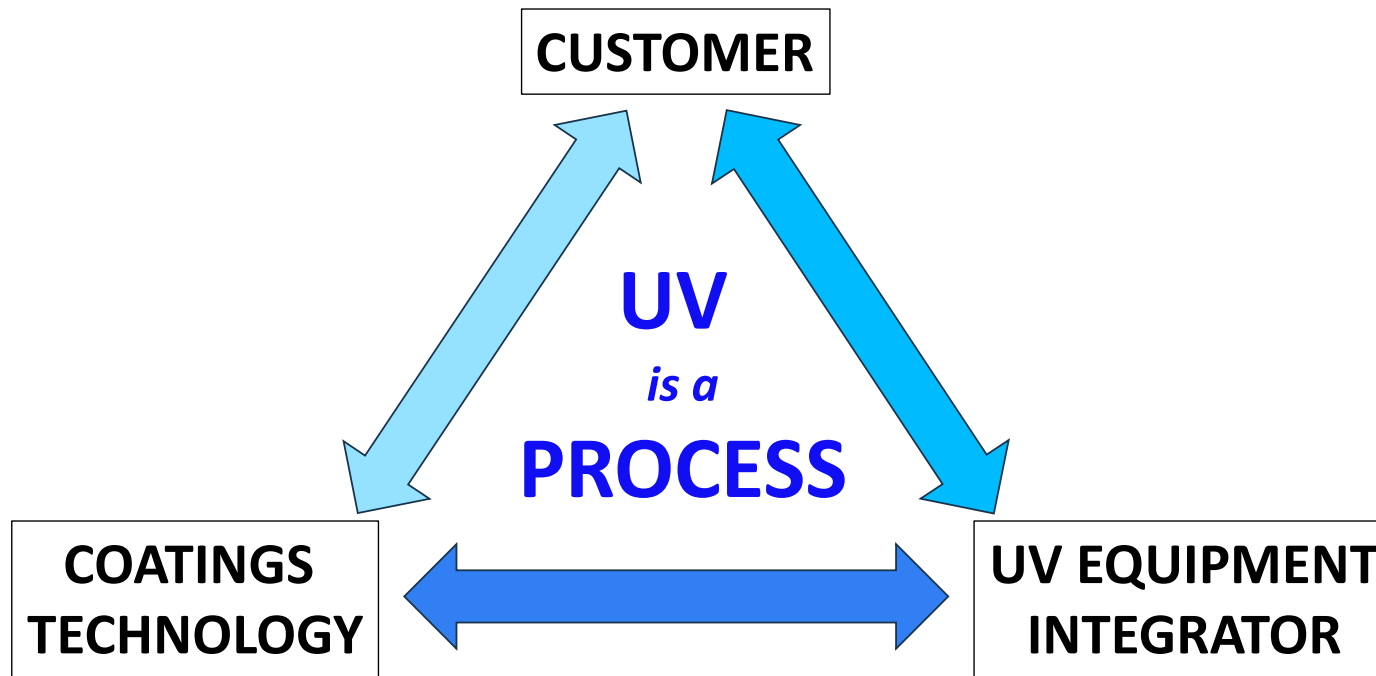 CUSTOMER
UV
is a
PROCESS
COATINGS
TECHNOLOGY
UV EQUIPMENT
INTEGRATOR